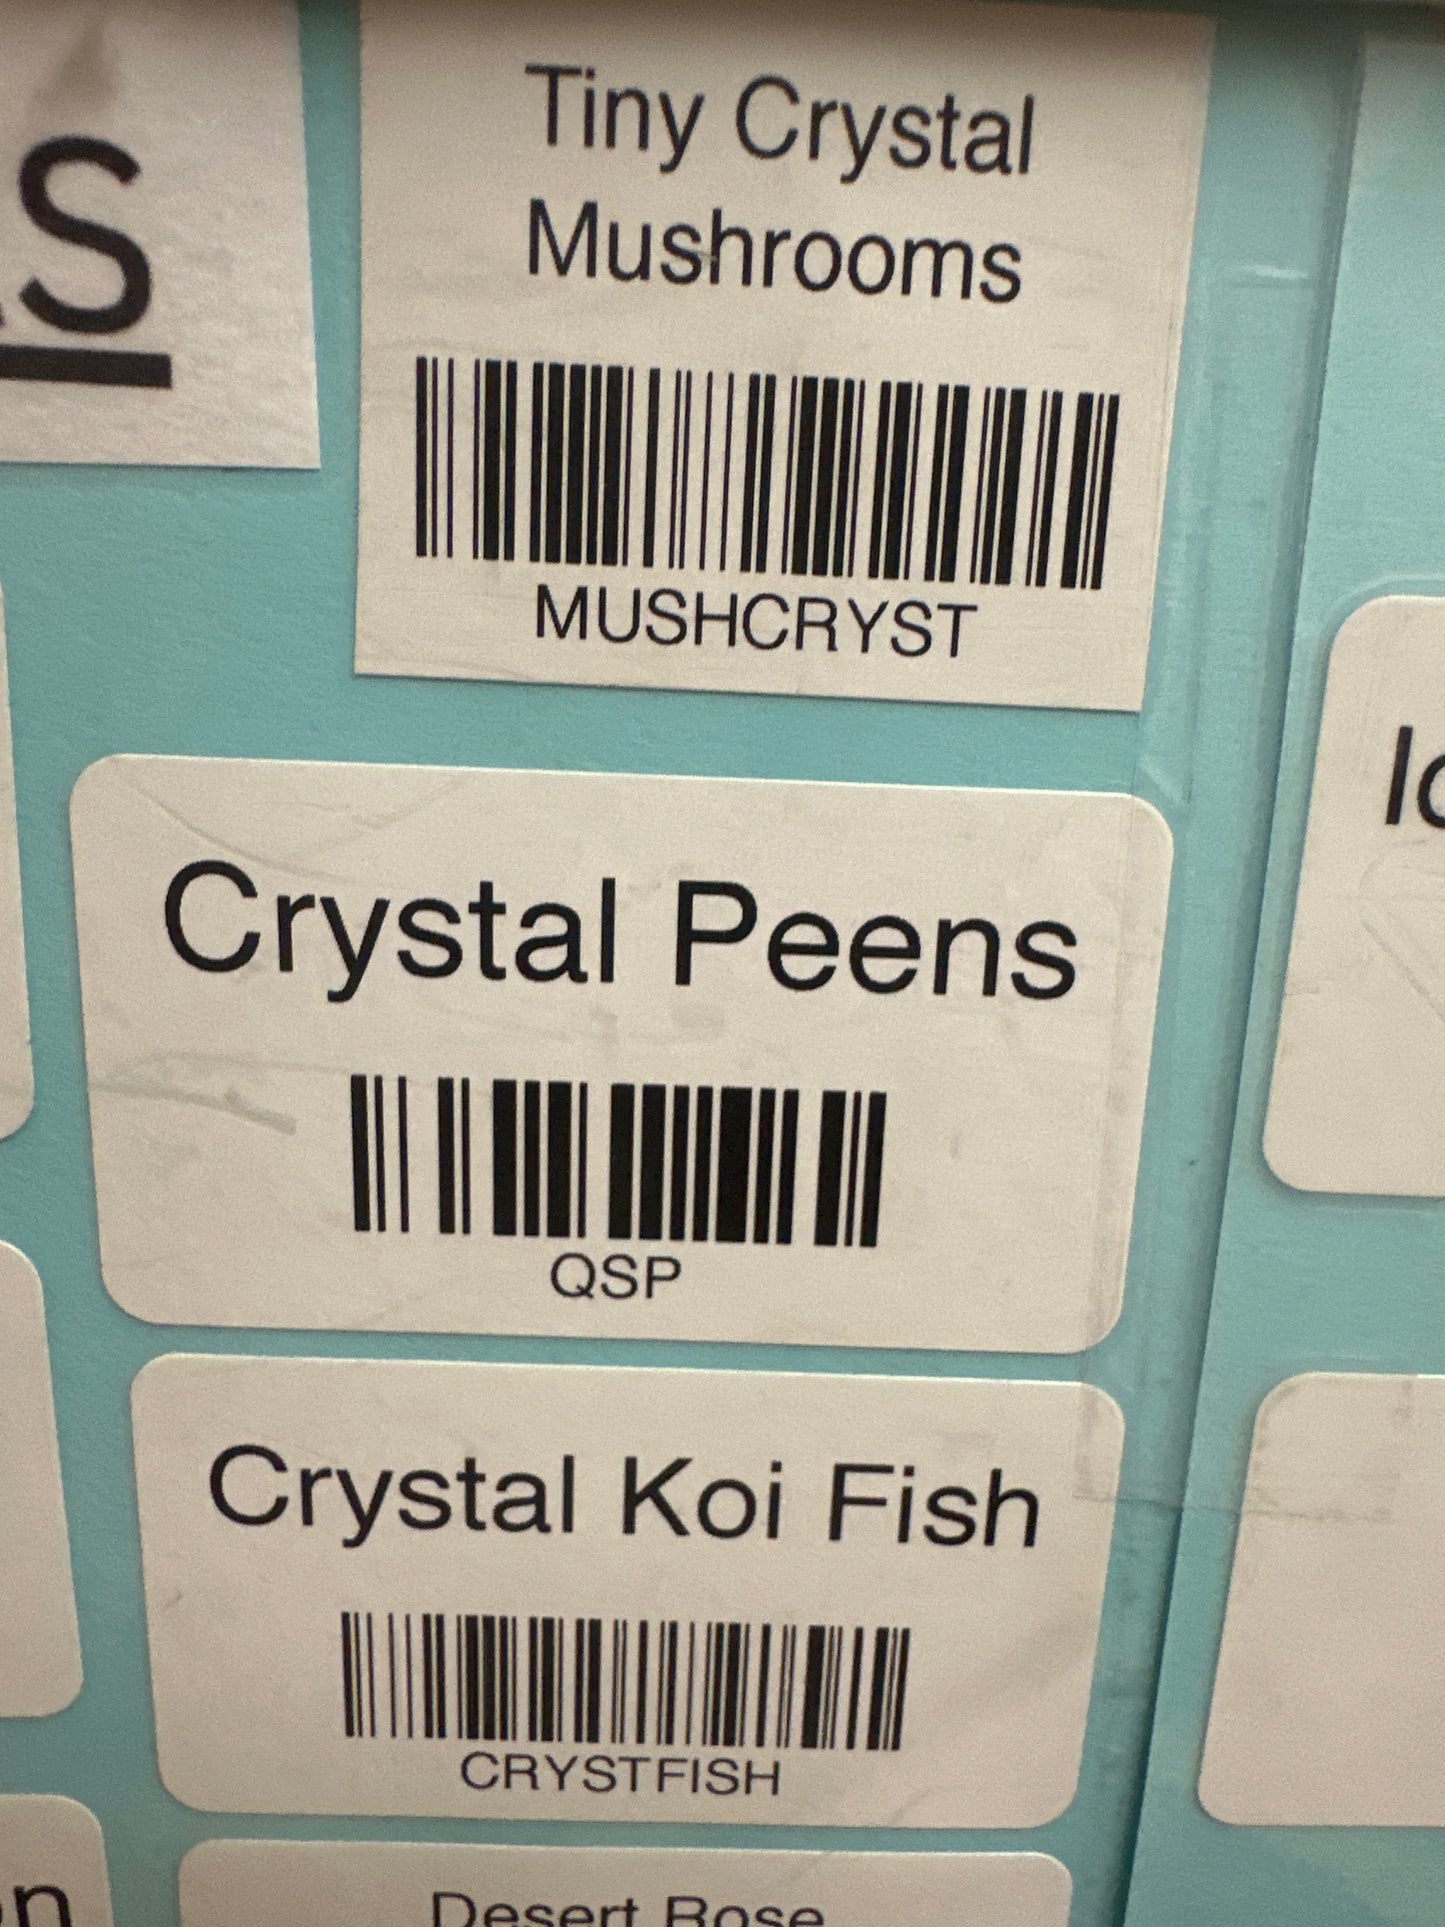 s
Tiny Crystal
Mushrooms
MUSHCRYST
Crystal Peens
QSP
Crystal Koi Fish
CRYSTFISH
Desert Rose